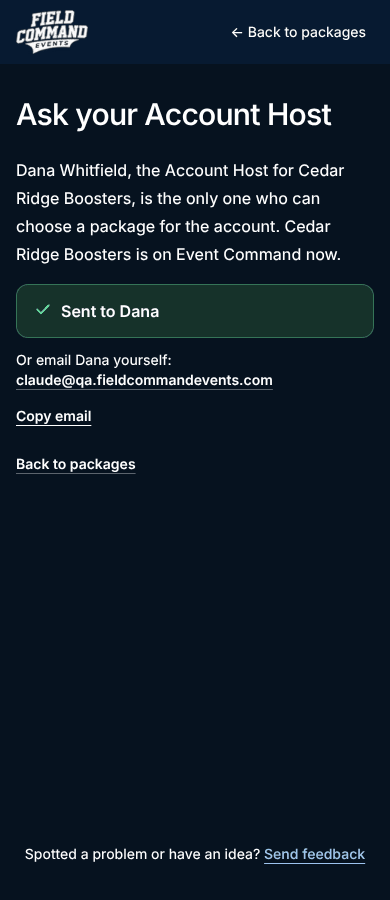 FIELD
COMMAND
EVENTS
← Back to packages
Ask your Account Host
Dana Whitfield, the Account Host for Cedar
Ridge Boosters, is the only one who can
choose a package for the account. Cedar
Ridge Boosters is on Event Command now.
Sent to Dana
Or email Dana yourself:
claude@qa.fieldcommandevents.com
Copy email
Back to packages
Spotted a problem or have an idea? Send feedback